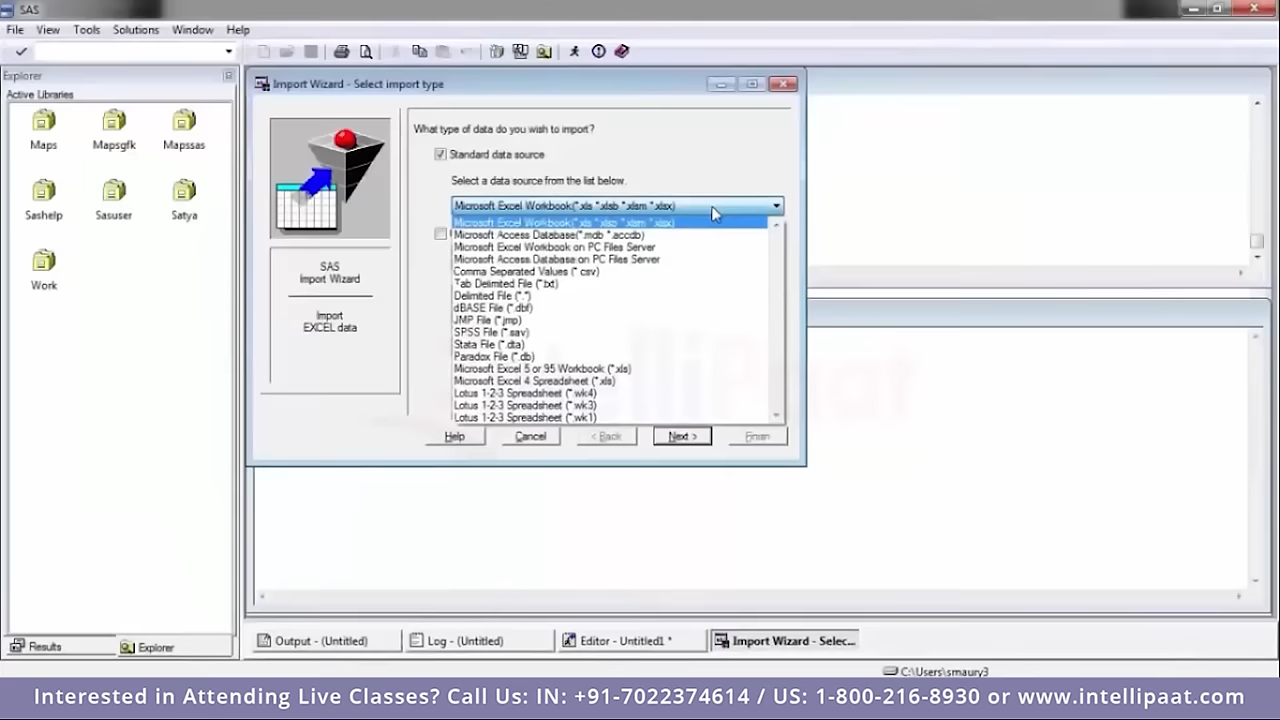 SAS
File View Tools Solutions Window Help
Explorer
Active Libraries
Maps Mapsgfk Mapssas
Sashelp Sasuser Satya
Work
Results
Explorer
Import Wizard - Select import type
What type of data do you wish to import?
Standard data source
Select a data source from the list below.
Microsoft Excel Workbook(*.xls *.xlsb *.xlsm *.xlsx)
Microsoft Excel Workbook(*.xls *.xlsb *.xlsm *.xlsx)
Microsoft Access Database(*.mdb *.accdb)
Microsoft Excel Workbook on PC Files Server
Microsoft Access Database on PC Files Server
Comma Separated Values (*.csv)
Tab Delimited File (*.txt)
Delimited File (*.*)
dBASE File (*.dbf)
JMP File (*.jmp)
SPSS File (*.sav)
Stata File (*.dta)
Paradox File (*.db)
Microsoft Excel 5 or 95 Workbook (*.xls)
Microsoft Excel 4 Spreadsheet (*.xls)
Lotus 1-2-3 Spreadsheet (*.wk4)
Lotus 1-2-3 Spreadsheet (*.wk3)
Lotus 1-2-3 Spreadsheet (*.wk1)
SAS
Import Wizard
Import
EXCEL data
Help Cancel < Back Next > Finish
Output - (Untitled) Log - (Untitled) Editor - Untitled1 * Import Wizard - Selec...
C:\Users\smaury3
Interested in Attending Live Classes? Call Us: IN: +91-7022374614 / US: 1-800-216-8930 or www.intellipaat.com